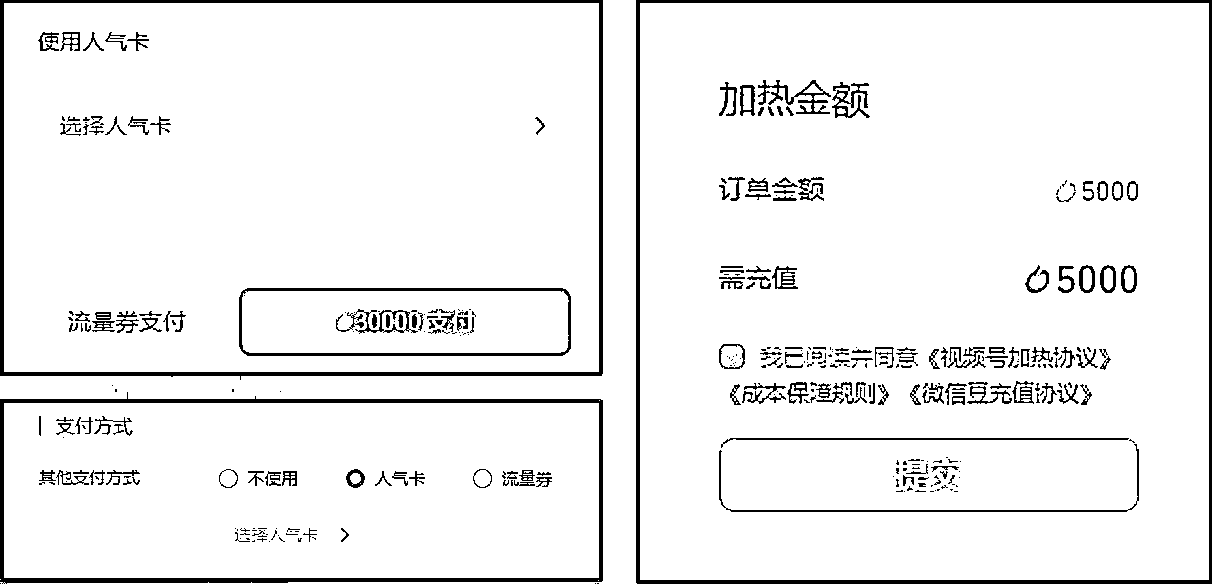 使用人气卡
选择人气卡
流量券支付 30000 支付
支付方式
其他支付方式 不使用 人气卡 流量券
选择人气卡
加热金额
订单金额 5000
需充值 5000
我已阅读并同意《视频号加热协议》
《成本保障规则》《微信豆充值协议》
提交